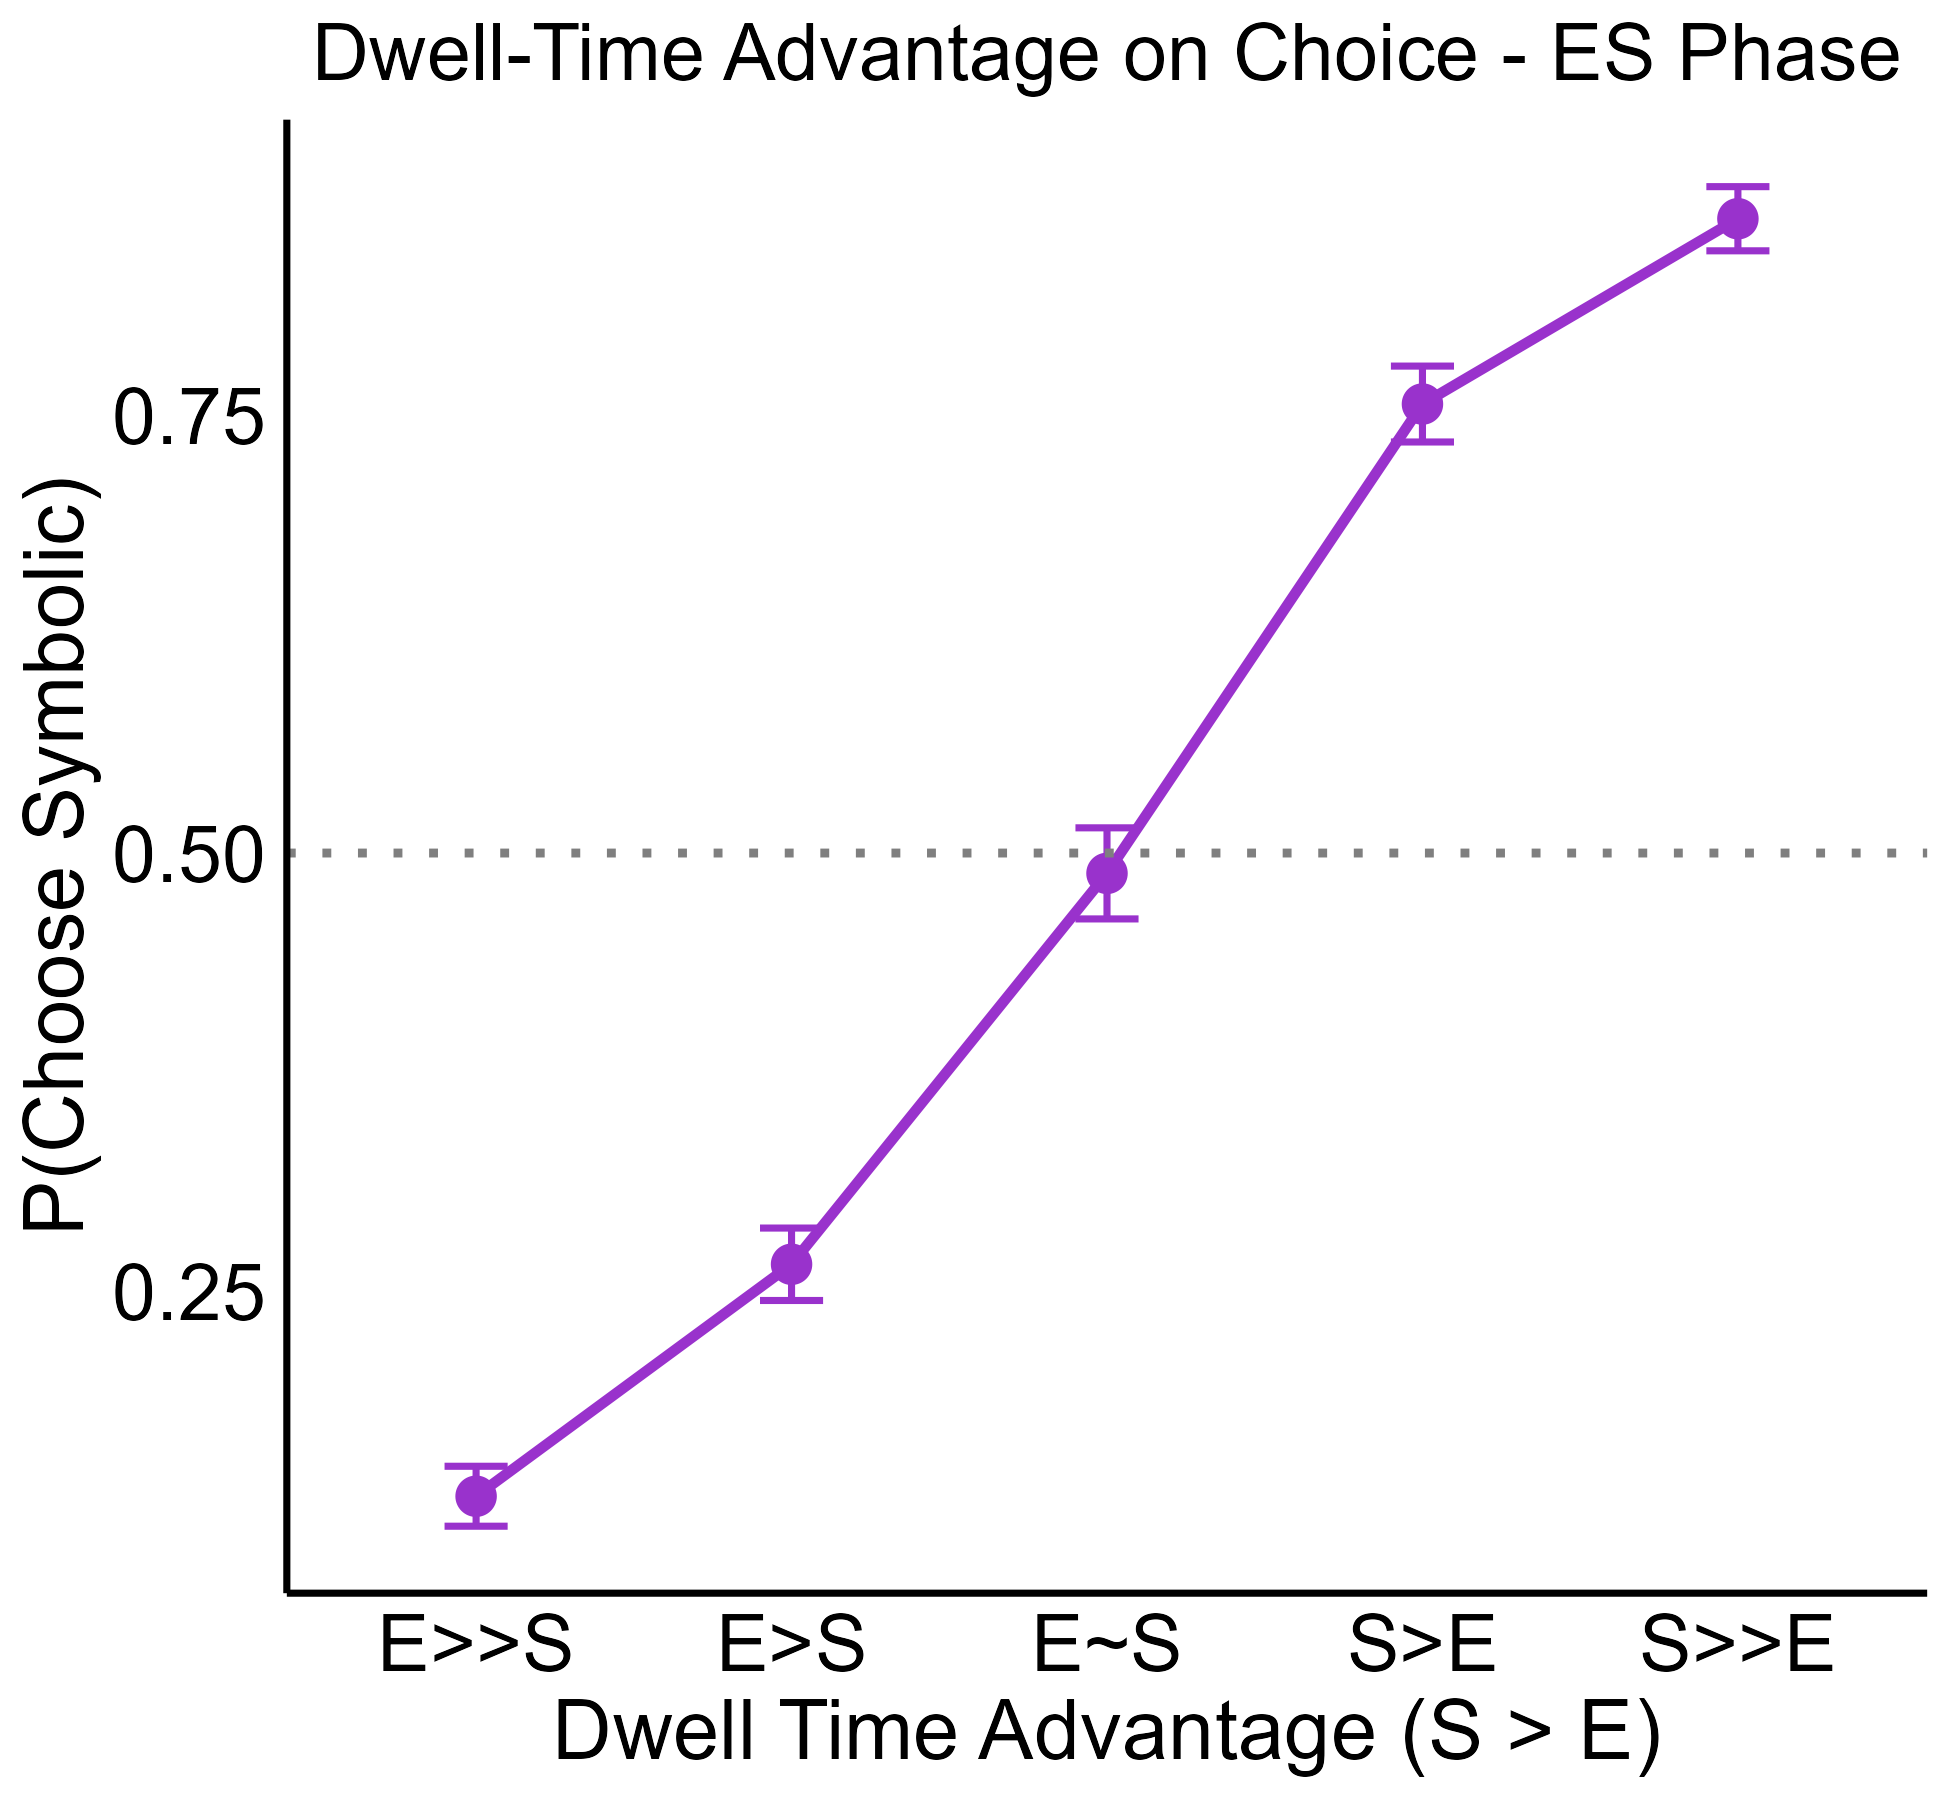 Dwell-Time Advantage on Choice - ES Phase
P(Choose Symbolic)
0.75
0.50
0.25
E>>S E>S E~S S>E S>>E
Dwell Time Advantage (S > E)